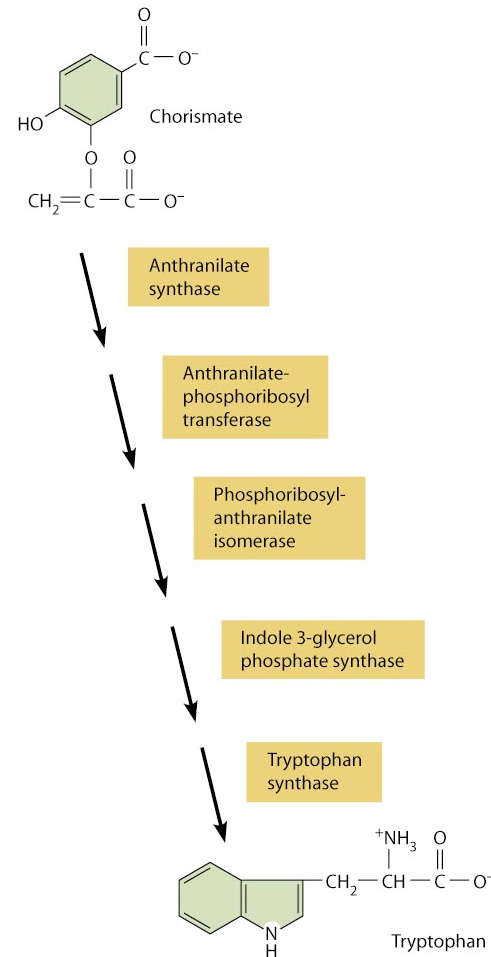 O
C—O⁻
HO
Chorismate
O O
CH₂=C—C—O⁻
Anthranilate
synthase
Anthranilate-
phosphoribosyl
transferase
Phosphoribosyl-
anthranilate
isomerase
Indole 3-glycerol
phosphate synthase
Tryptophan
synthase
⁺NH₃ O
CH₂—CH—C—O⁻
N
H
Tryptophan